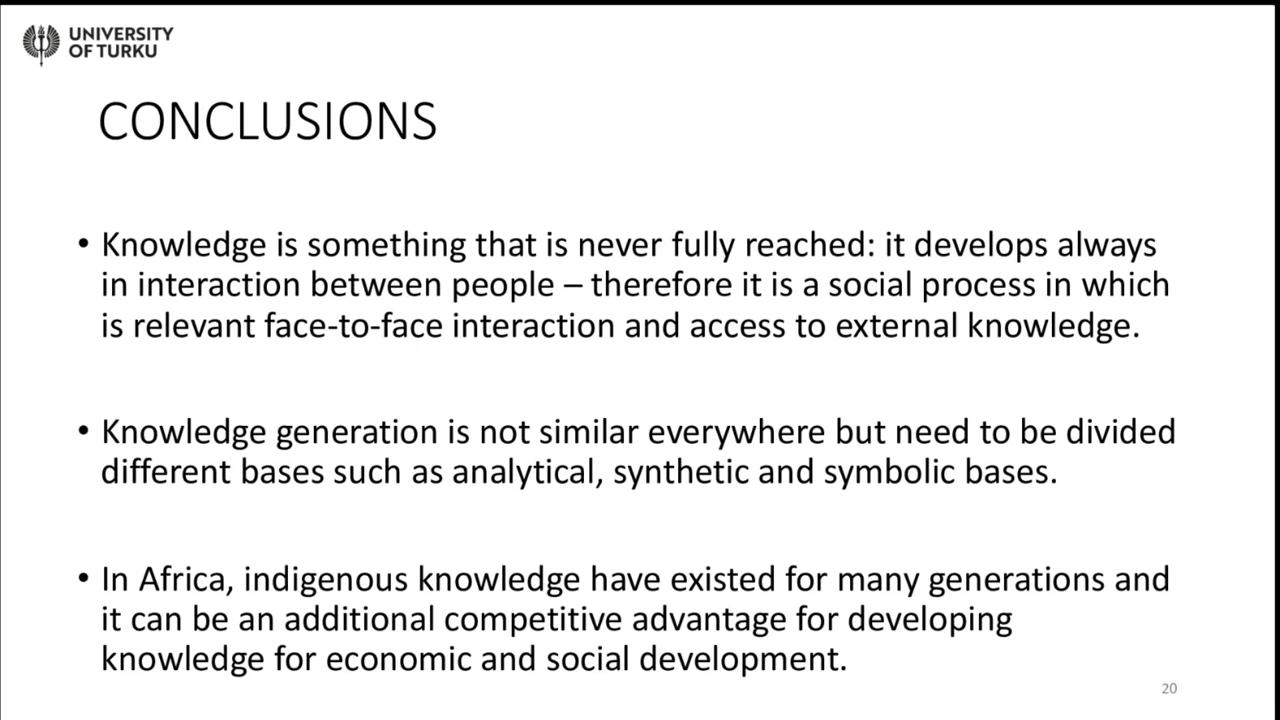 UNIVERSITY
OF TURKU
CONCLUSIONS
• Knowledge is something that is never fully reached: it develops always
in interaction between people – therefore it is a social process in which
is relevant face-to-face interaction and access to external knowledge.
• Knowledge generation is not similar everywhere but need to be divided
different bases such as analytical, synthetic and symbolic bases.
• In Africa, indigenous knowledge have existed for many generations and
it can be an additional competitive advantage for developing
knowledge for economic and social development.
20